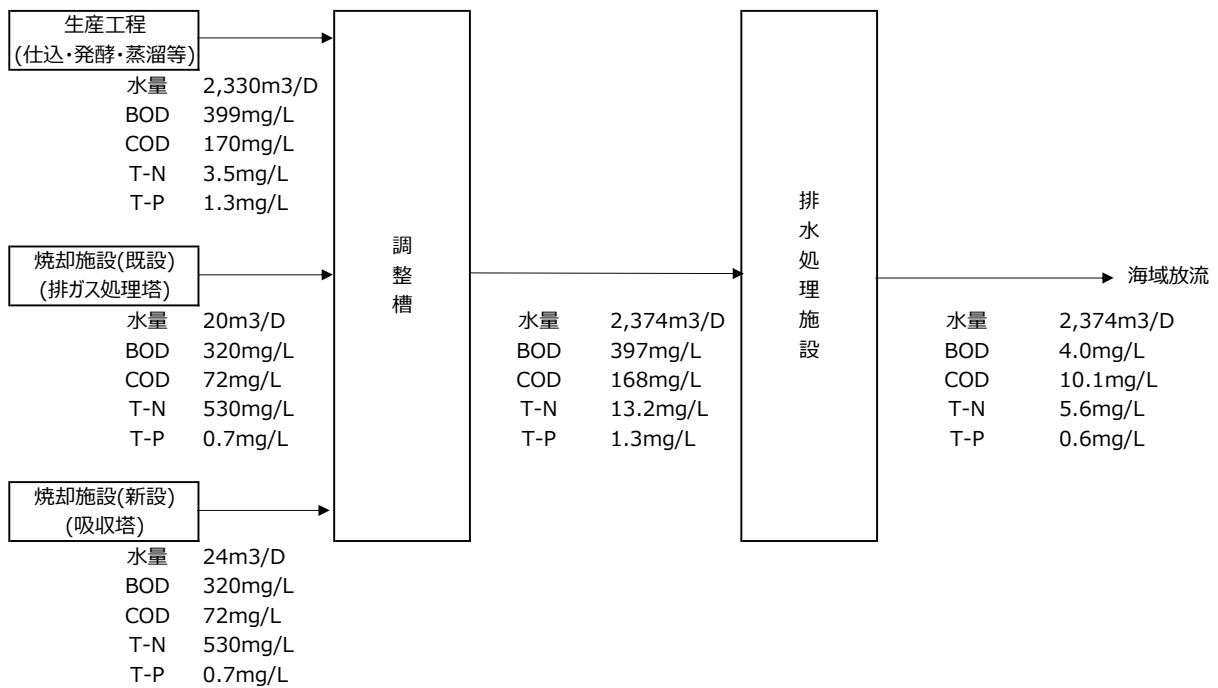 生産工程
(仕込・発酵・蒸溜等)
水量 2,330m3/D
BOD 399mg/L
COD 170mg/L
T-N 3.5mg/L
T-P 1.3mg/L
焼却施設(既設)
(排ガス処理塔)
水量 20m3/D
BOD 320mg/L
COD 72mg/L
T-N 530mg/L
T-P 0.7mg/L
焼却施設(新設)
(吸収塔)
水量 24m3/D
BOD 320mg/L
COD 72mg/L
T-N 530mg/L
T-P 0.7mg/L
調整槽
水量 2,374m3/D
BOD 397mg/L
COD 168mg/L
T-N 13.2mg/L
T-P 1.3mg/L
排水処理施設
海域放流
水量 2,374m3/D
BOD 4.0mg/L
COD 10.1mg/L
T-N 5.6mg/L
T-P 0.6mg/L